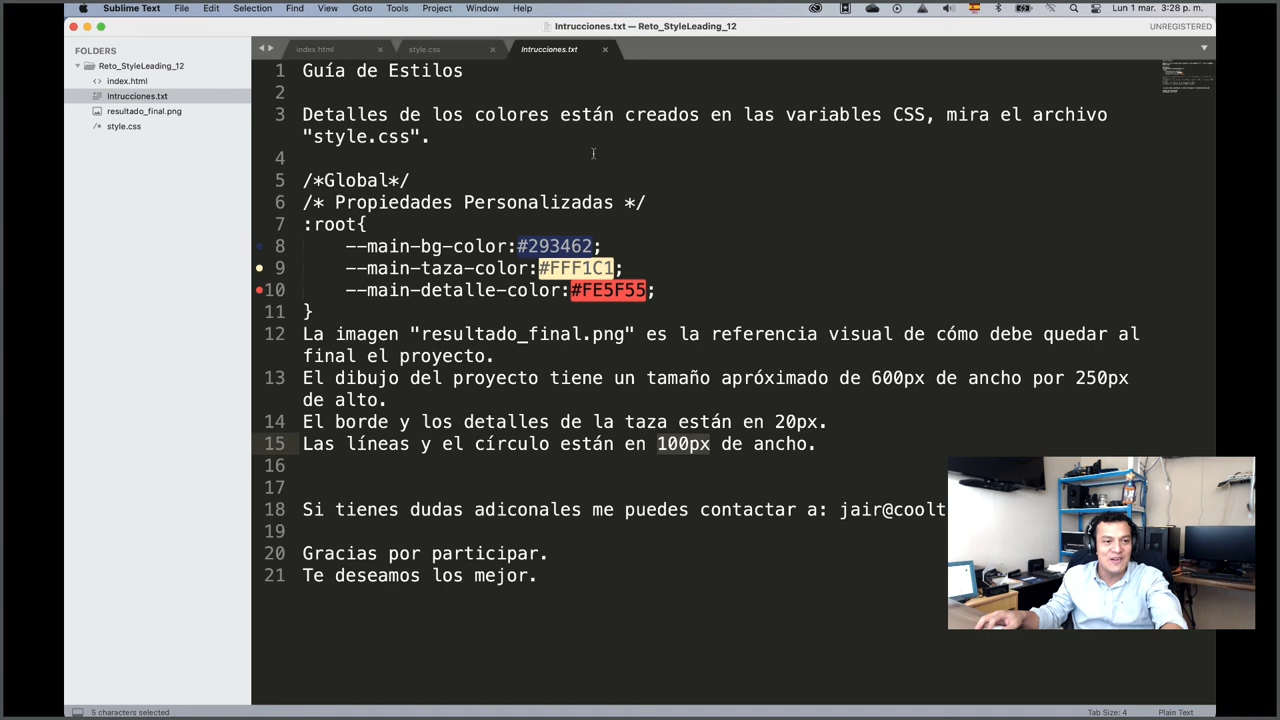 Sublime Text File Edit Selection Find View Goto Tools Project Window Help Lun 1 mar. 3:28 p. m.
Intrucciones.txt — Reto_StyleLeading_12 UNREGISTERED
FOLDERS
Reto_StyleLeading_12
index.html
Intrucciones.txt
resultado_final.png
style.css
index.html style.css Intrucciones.txt
1 Guía de Estilos
2
3 Detalles de los colores están creados en las variables CSS, mira el archivo
"style.css".
4
5 /*Global*/
6 /* Propiedades Personalizadas */
7 :root{
8 --main-bg-color:#293462;
9 --main-taza-color:#FFF1C1;
10 --main-detalle-color:#FE5F55;
11 }
12 La imagen "resultado_final.png" es la referencia visual de cómo debe quedar al
final el proyecto.
13 El dibujo del proyecto tiene un tamaño apróximado de 600px de ancho por 250px
de alto.
14 El borde y los detalles de la taza están en 20px.
15 Las líneas y el círculo están en 100px de ancho.
16
17
18 Si tienes dudas adiconales me puedes contactar a: jair@coolt
19
20 Gracias por participar.
21 Te deseamos los mejor.
5 characters selected Tab Size: 4 Plain Text